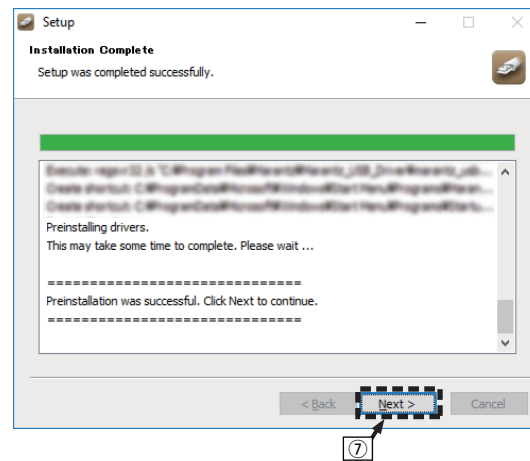 Setup
Installation Complete
Setup was completed successfully.
Preinstalling drivers.
This may take some time to complete. Please wait ...
==============================
Preinstallation was successful. Click Next to continue.
==============================
< Back
Next >
Cancel
⑦